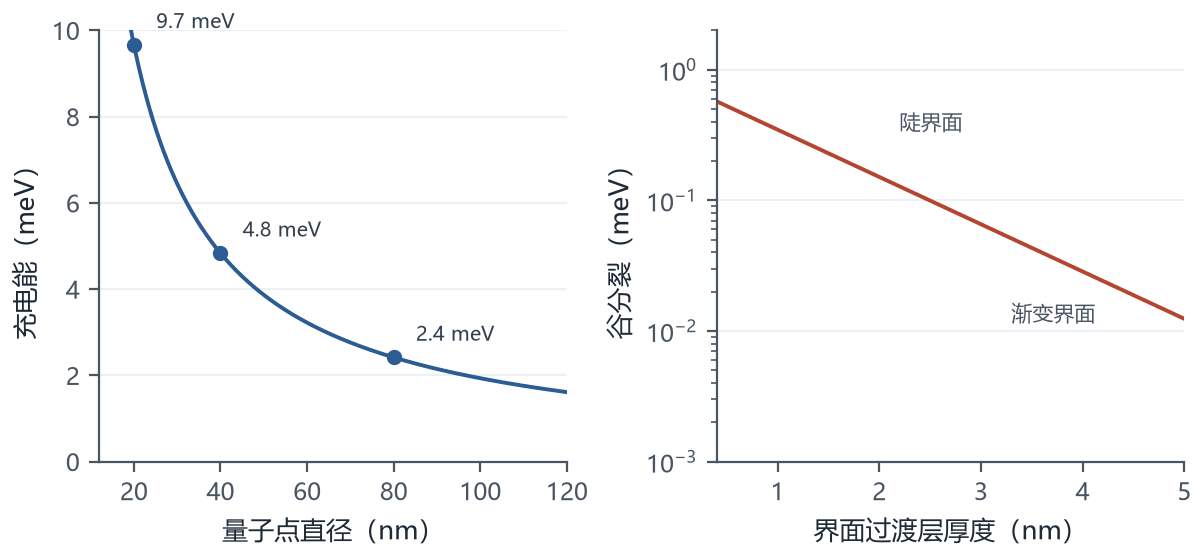 9.7 meV
4.8 meV
2.4 meV
10
8
6
4
2
0
充电能（meV）
20 40 60 80 100 120
量子点直径（nm）
陡界面
渐变界面
10⁰
10⁻¹
10⁻²
10⁻³
谷分裂（meV）
1 2 3 4 5
界面过渡层厚度（nm）